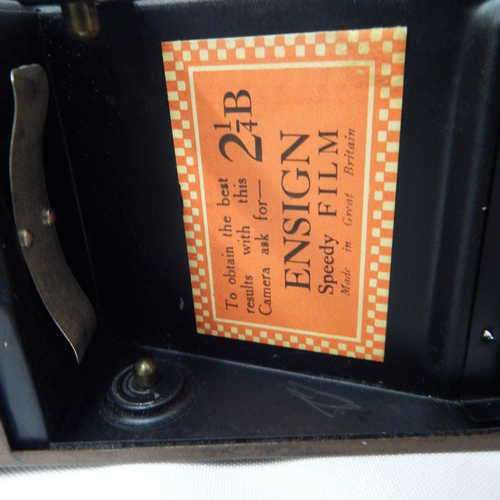 To obtain the best
results with this
Camera ask for— 2¼B
ENSIGN
Speedy FILM
Made in Great Britain